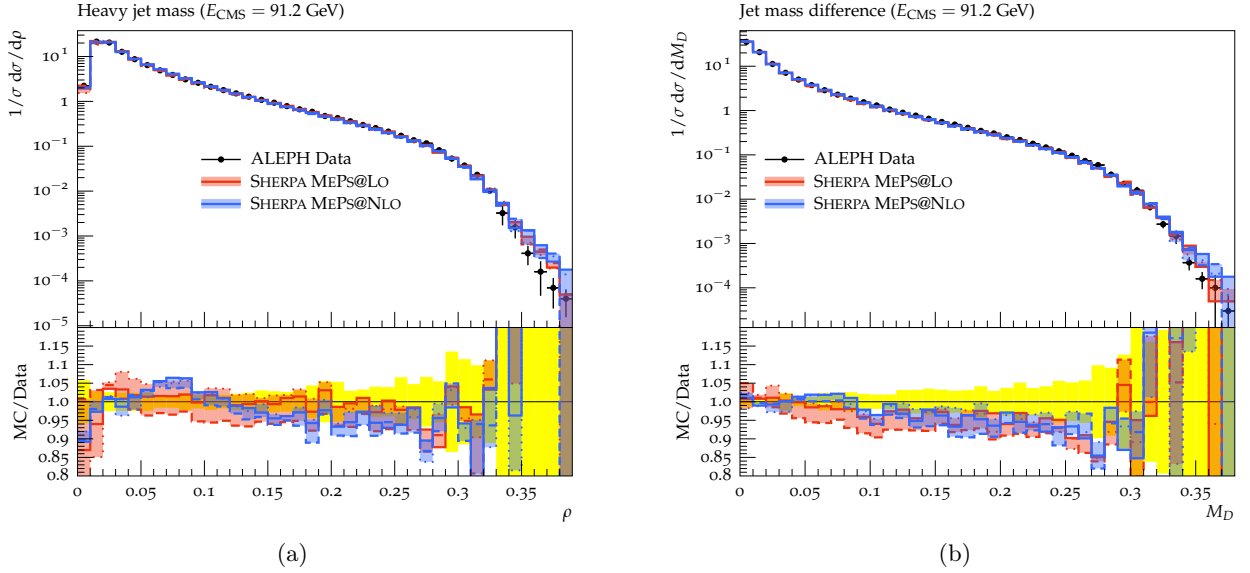 Heavy jet mass (E_CMS = 91.2 GeV)
1/σ dσ/dρ
10^1
1
10^−1
10^−2
10^−3
10^−4
10^−5
ALEPH Data
SHERPA MEPS@LO
SHERPA MEPS@NLO
MC/Data
1.15
1.1
1.05
1.0
0.95
0.9
0.85
0.8
0 0.05 0.1 0.15 0.2 0.25 0.3 0.35
ρ
(a)
Jet mass difference (E_CMS = 91.2 GeV)
1/σ dσ/dM_D
10^1
1
10^−1
10^−2
10^−3
10^−4
ALEPH Data
SHERPA MEPS@LO
SHERPA MEPS@NLO
MC/Data
1.15
1.1
1.05
1.0
0.95
0.9
0.85
0.8
0 0.05 0.1 0.15 0.2 0.25 0.3 0.35
M_D
(b)